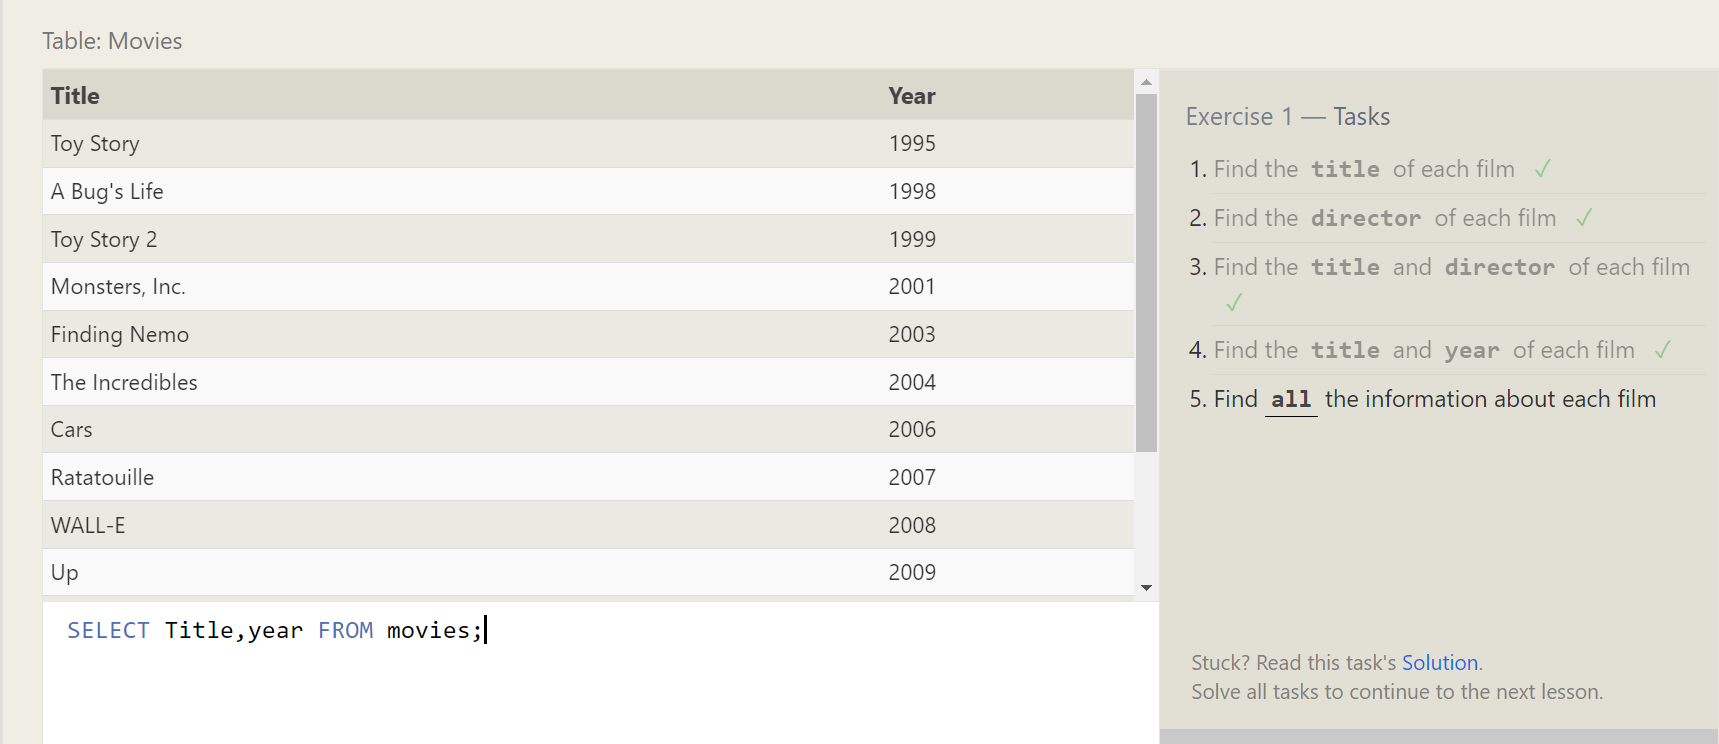 Table: Movies
Title Year
Toy Story 1995
A Bug's Life 1998
Toy Story 2 1999
Monsters, Inc. 2001
Finding Nemo 2003
The Incredibles 2004
Cars 2006
Ratatouille 2007
WALL-E 2008
Up 2009
SELECT Title,year FROM movies;
Exercise 1 — Tasks
1. Find the title of each film ✓
2. Find the director of each film ✓
3. Find the title and director of each film
✓
4. Find the title and year of each film ✓
5. Find all the information about each film
Stuck? Read this task's Solution.
Solve all tasks to continue to the next lesson.